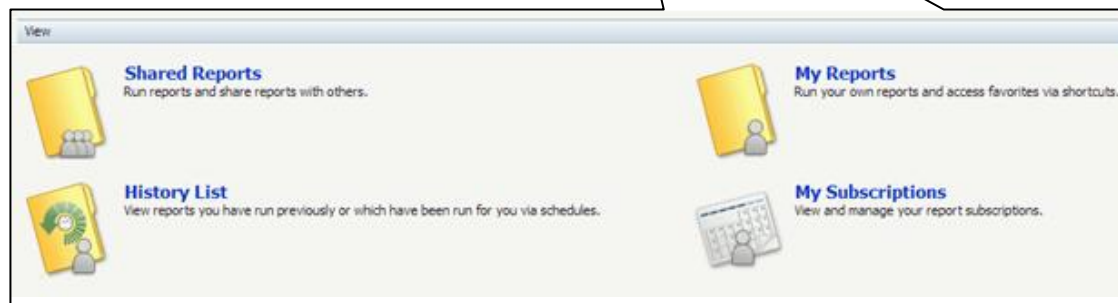 View
Shared Reports
Run reports and share reports with others.
My Reports
Run your own reports and access favorites via shortcuts.
History List
View reports you have run previously or which have been run for you via schedules.
My Subscriptions
View and manage your report subscriptions.